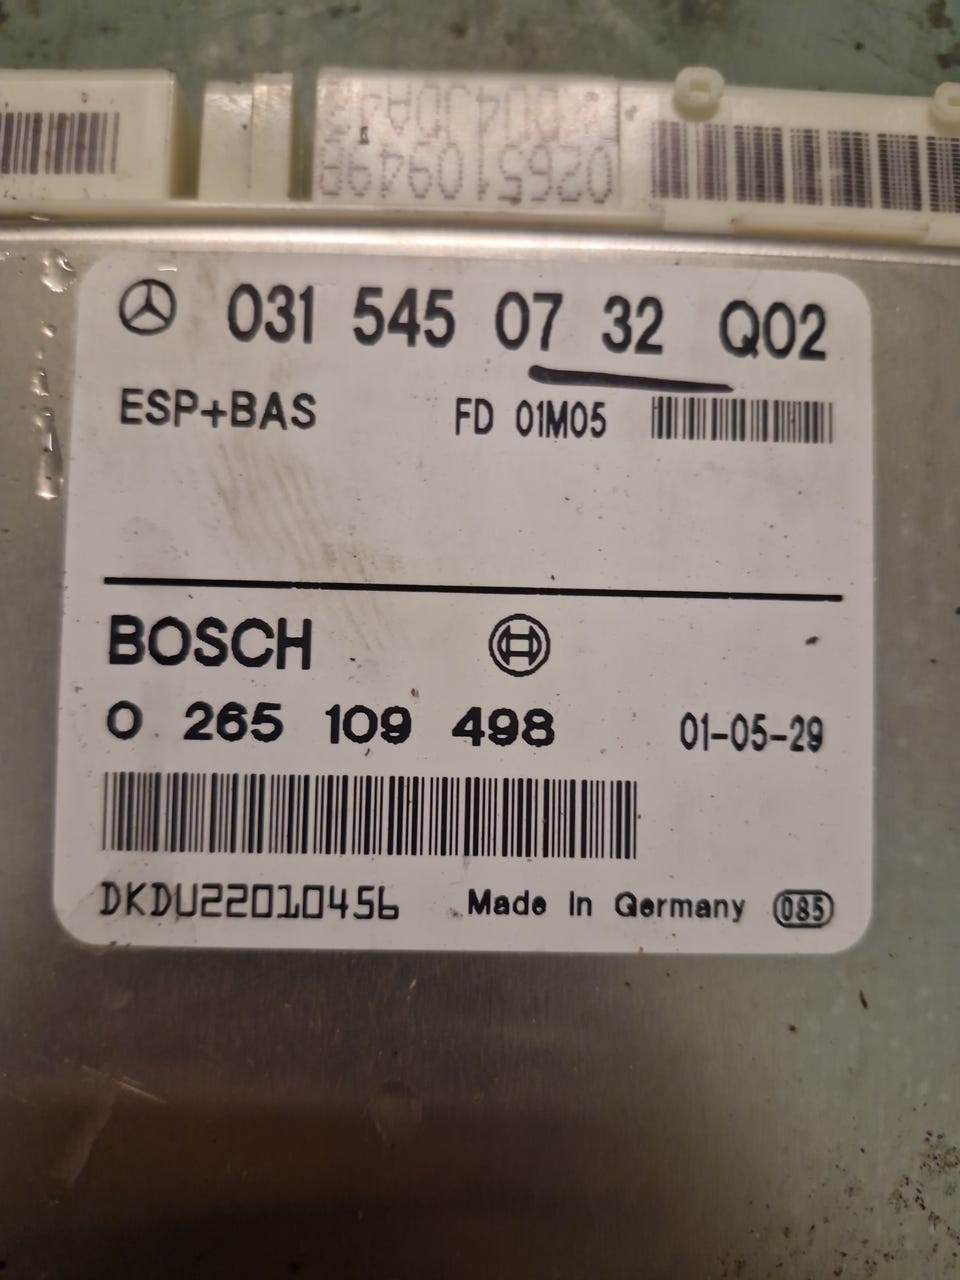 0265109498
031 545 07 32 Q02
ESP+BAS FD 01M05
BOSCH
0 265 109 498 01-05-29
DKDU22010456 Made in Germany 085